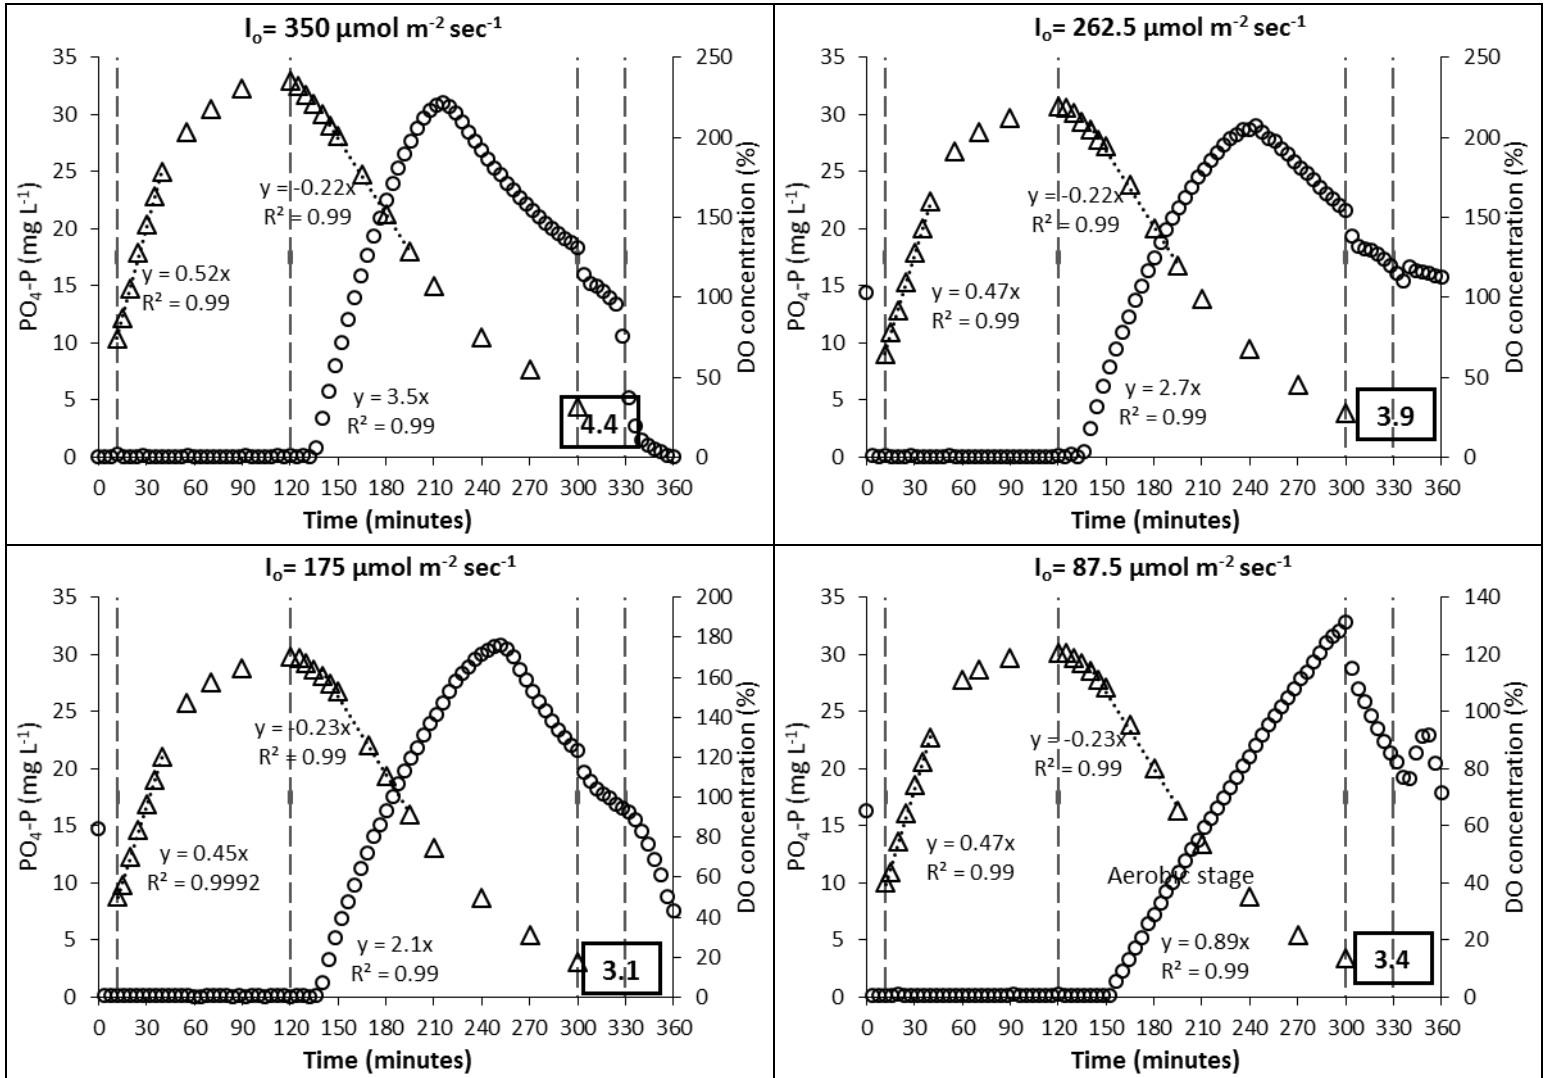 I₀= 350 µmol m⁻² sec⁻¹
35
30
25
20
15
10
5
0
PO₄-P (mg L⁻¹)
250
200
150
100
50
0
DO concentration (%)
y = -0.22x
R² = 0.99
y = 0.52x
R² = 0.99
y = 3.5x
R² = 0.99
4.4
0 30 60 90 120 150 180 210 240 270 300 330 360
Time (minutes)
I₀= 262.5 µmol m⁻² sec⁻¹
35
30
25
20
15
10
5
0
PO₄-P (mg L⁻¹)
250
200
150
100
50
0
DO concentration (%)
y = -0.22x
R² = 0.99
y = 0.47x
R² = 0.99
y = 2.7x
R² = 0.99
3.9
0 30 60 90 120 150 180 210 240 270 300 330 360
Time (minutes)
I₀= 175 µmol m⁻² sec⁻¹
35
30
25
20
15
10
5
0
PO₄-P (mg L⁻¹)
200
180
160
140
120
100
80
60
40
20
0
DO concentration (%)
y = -0.23x
R² = 0.99
y = 0.45x
R² = 0.9992
y = 2.1x
R² = 0.99
3.1
0 30 60 90 120 150 180 210 240 270 300 330 360
Time (minutes)
I₀= 87.5 µmol m⁻² sec⁻¹
35
30
25
20
15
10
5
0
PO₄-P (mg L⁻¹)
140
120
100
80
60
40
20
0
DO concentration (%)
y = -0.23x
R² = 0.99
y = 0.47x
R² = 0.99
Aerobic stage
y = 0.89x
R² = 0.99
3.4
0 30 60 90 120 150 180 210 240 270 300 330 360
Time (minutes)